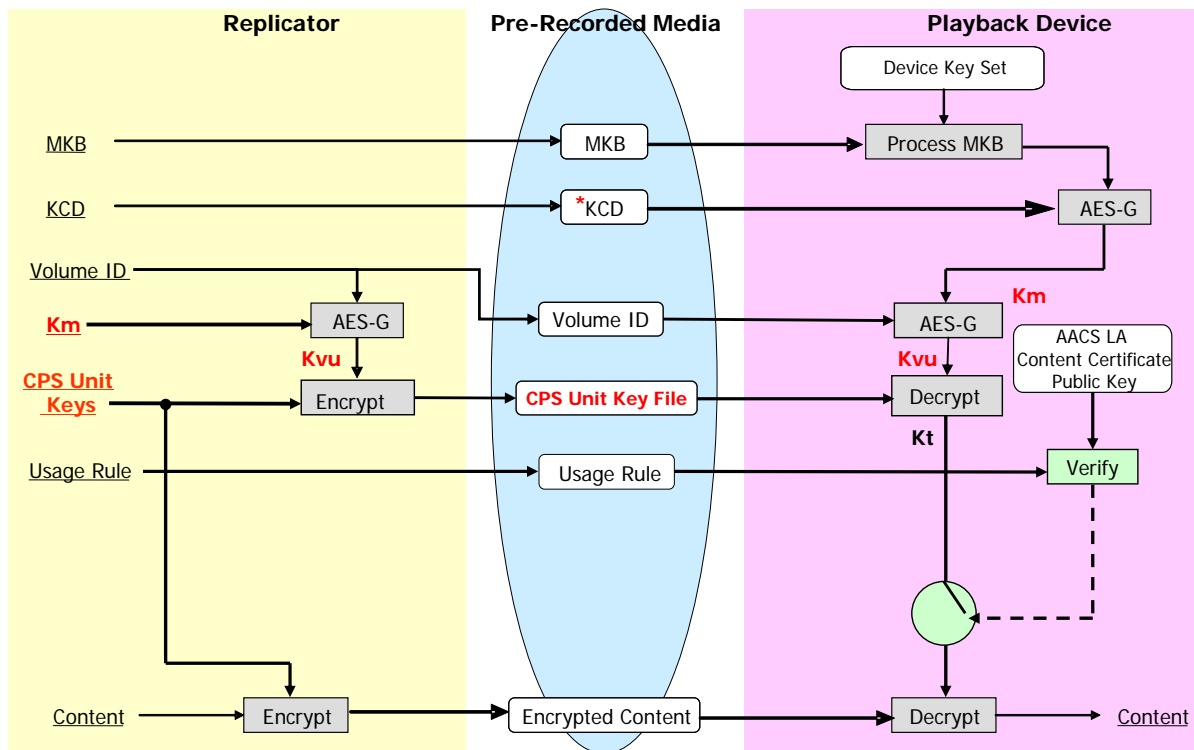 Replicator
Pre-Recorded Media
Playback Device
Device Key Set
MKB
MKB
Process MKB
KCD
*KCD
AES-G
Volume ID
Km
Km
AES-G
Volume ID
AES-G
AACS LA
Content Certificate
Public Key
Kvu
Kvu
CPS Unit
Keys
Encrypt
CPS Unit Key File
Decrypt
Kt
Usage Rule
Usage Rule
Verify
Content
Encrypt
Encrypted Content
Decrypt
Content